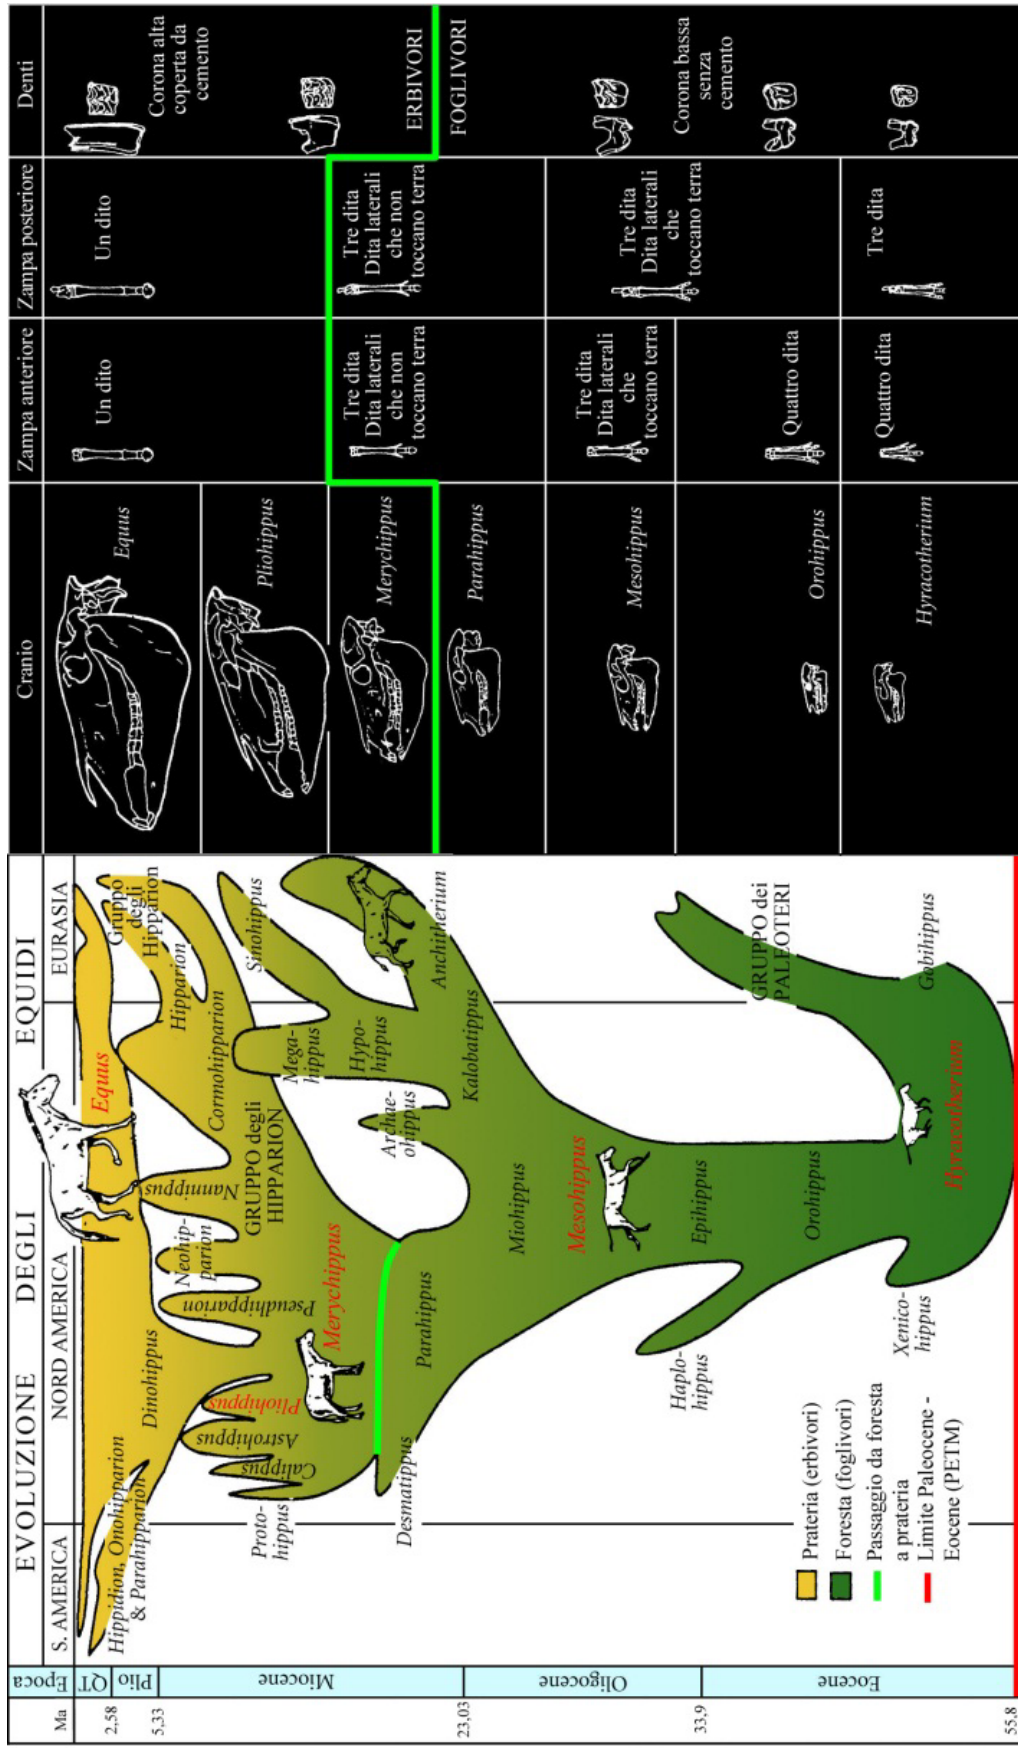 EVOLUZIONE DEGLI EQUIDI
Ma
Epoca
S. AMERICA
NORD AMERICA
EURASIA
Cranio
Zampa anteriore
Zampa posteriore
Denti
2,58
5,33
23,03
33,9
55,8
QT
Plio
Miocene
Oligocene
Eocene
Hippidion, Onohipparion
& Parahipparion
Dinohippus
Equus
Gruppo
degli
Hipparion
Hipparion
Nannippus
Cormohipparion
Neohip-
parion
Pseudhipparion
GRUPPO degli
HIPPARION
Sinohippus
Proto-
hippus
Calippus
Astrohippus
Pliohippus
Merychippus
Mega-
hippus
Hypo-
hippus
Archae-
ohippus
Anchitherium
Kalobatippus
Desmatippus
Parahippus
Miohippus
Mesohippus
Haplo-
hippus
Epihippus
GRUPPO dei
PALEOTERI
Orohippus
Xenico-
hippus
Gobihippus
Hyracotherium
Prateria (erbivori)
Foresta (foglivori)
Passaggio da foresta
a prateria
Limite Paleocene -
Eocene (PETM)
Equus
Pliohippus
Merychippus
Parahippus
Mesohippus
Orohippus
Hyracotherium
Un dito
Tre dita
Dita laterali
che non
toccano terra
Tre dita
Dita laterali
che
toccano terra
Quattro dita
Quattro dita
Un dito
Tre dita
Dita laterali
che non
toccano terra
Tre dita
Dita laterali
che
toccano terra
Tre dita
Corona alta
coperta da
cemento
ERBIVORI
FOGLIVORI
Corona bassa
senza
cemento